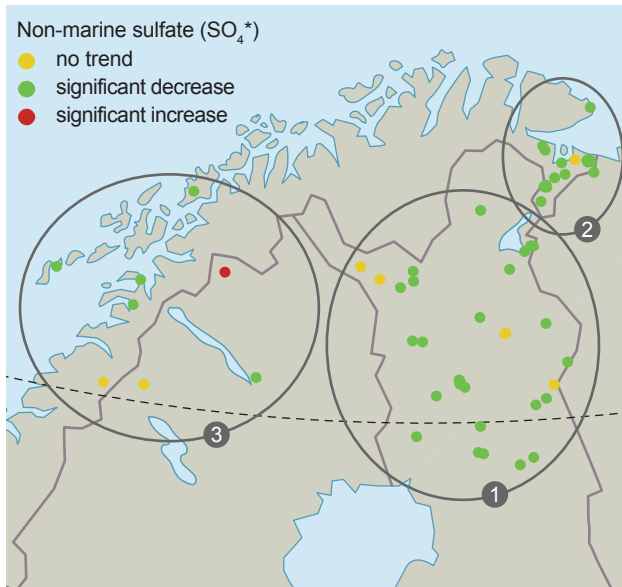 Non-marine sulfate (SO₄*)
no trend
significant decrease
significant increase
2
3
1